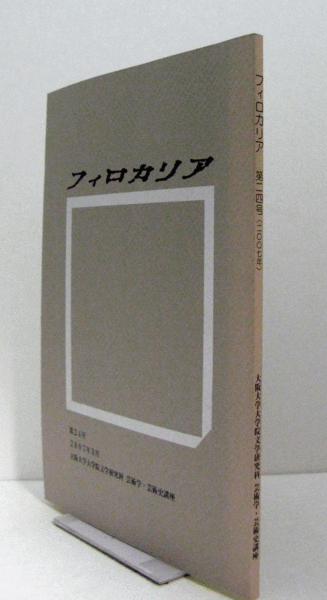 フィロカリア
第24号
2007年3月
大阪大学大学院文学研究科 芸術学・芸術史講座
フィロカリア 第二四号（二〇〇七年）
大阪大学大学院文学研究科 芸術学・芸術史講座